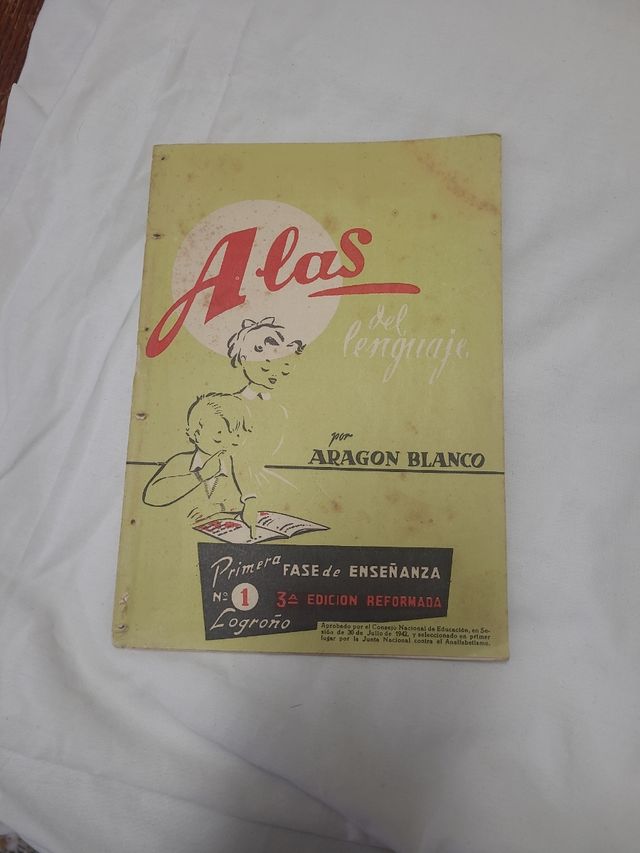 Alas
del
lenguaje
por
ARAGON BLANCO
Primera FASE de ENSEÑANZA
Nº 1 3ª EDICION REFORMADA
Logroño
Aprobado por el Consejo Nacional de Educación, en Se-
sión de 30 de Julio de 1942, y seleccionado en primer
lugar por la Junta Nacional contra el Analfabetismo.